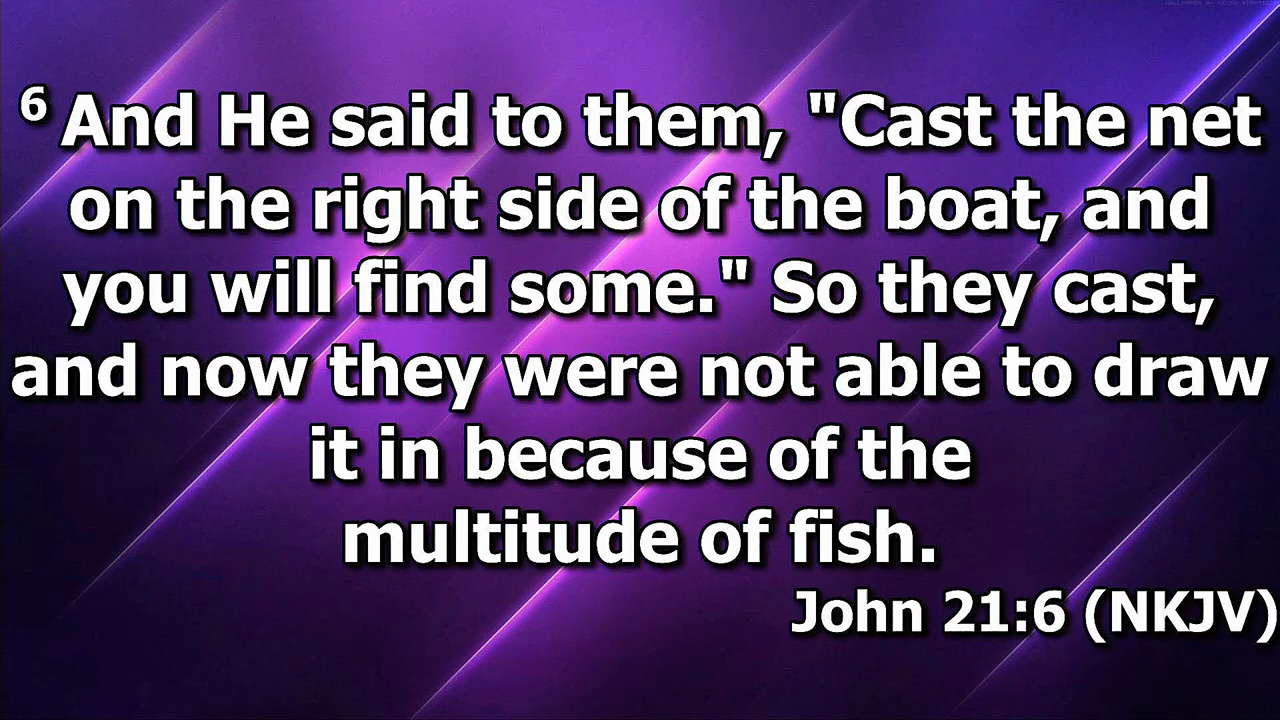 6 And He said to them, "Cast the net
on the right side of the boat, and
you will find some." So they cast,
and now they were not able to draw
it in because of the
multitude of fish.
John 21:6 (NKJV)